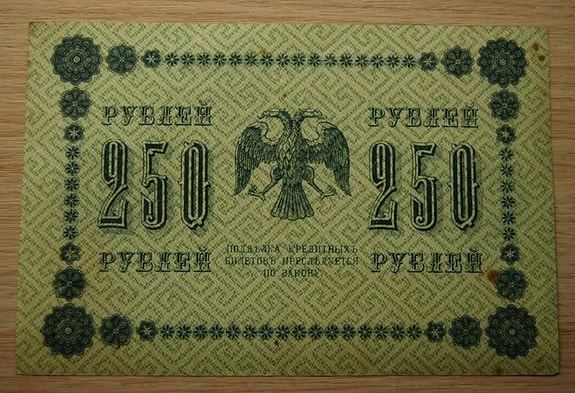 РУБЛЕЙ РУБЛЕЙ
250 250
ПОДДѢЛКА КРЕДИТНЫХЪ
БИЛЕТОВЪ ПРЕСЛѢДУЕТСЯ
ПО ЗАКОНУ
РУБЛЕЙ РУБЛЕЙ